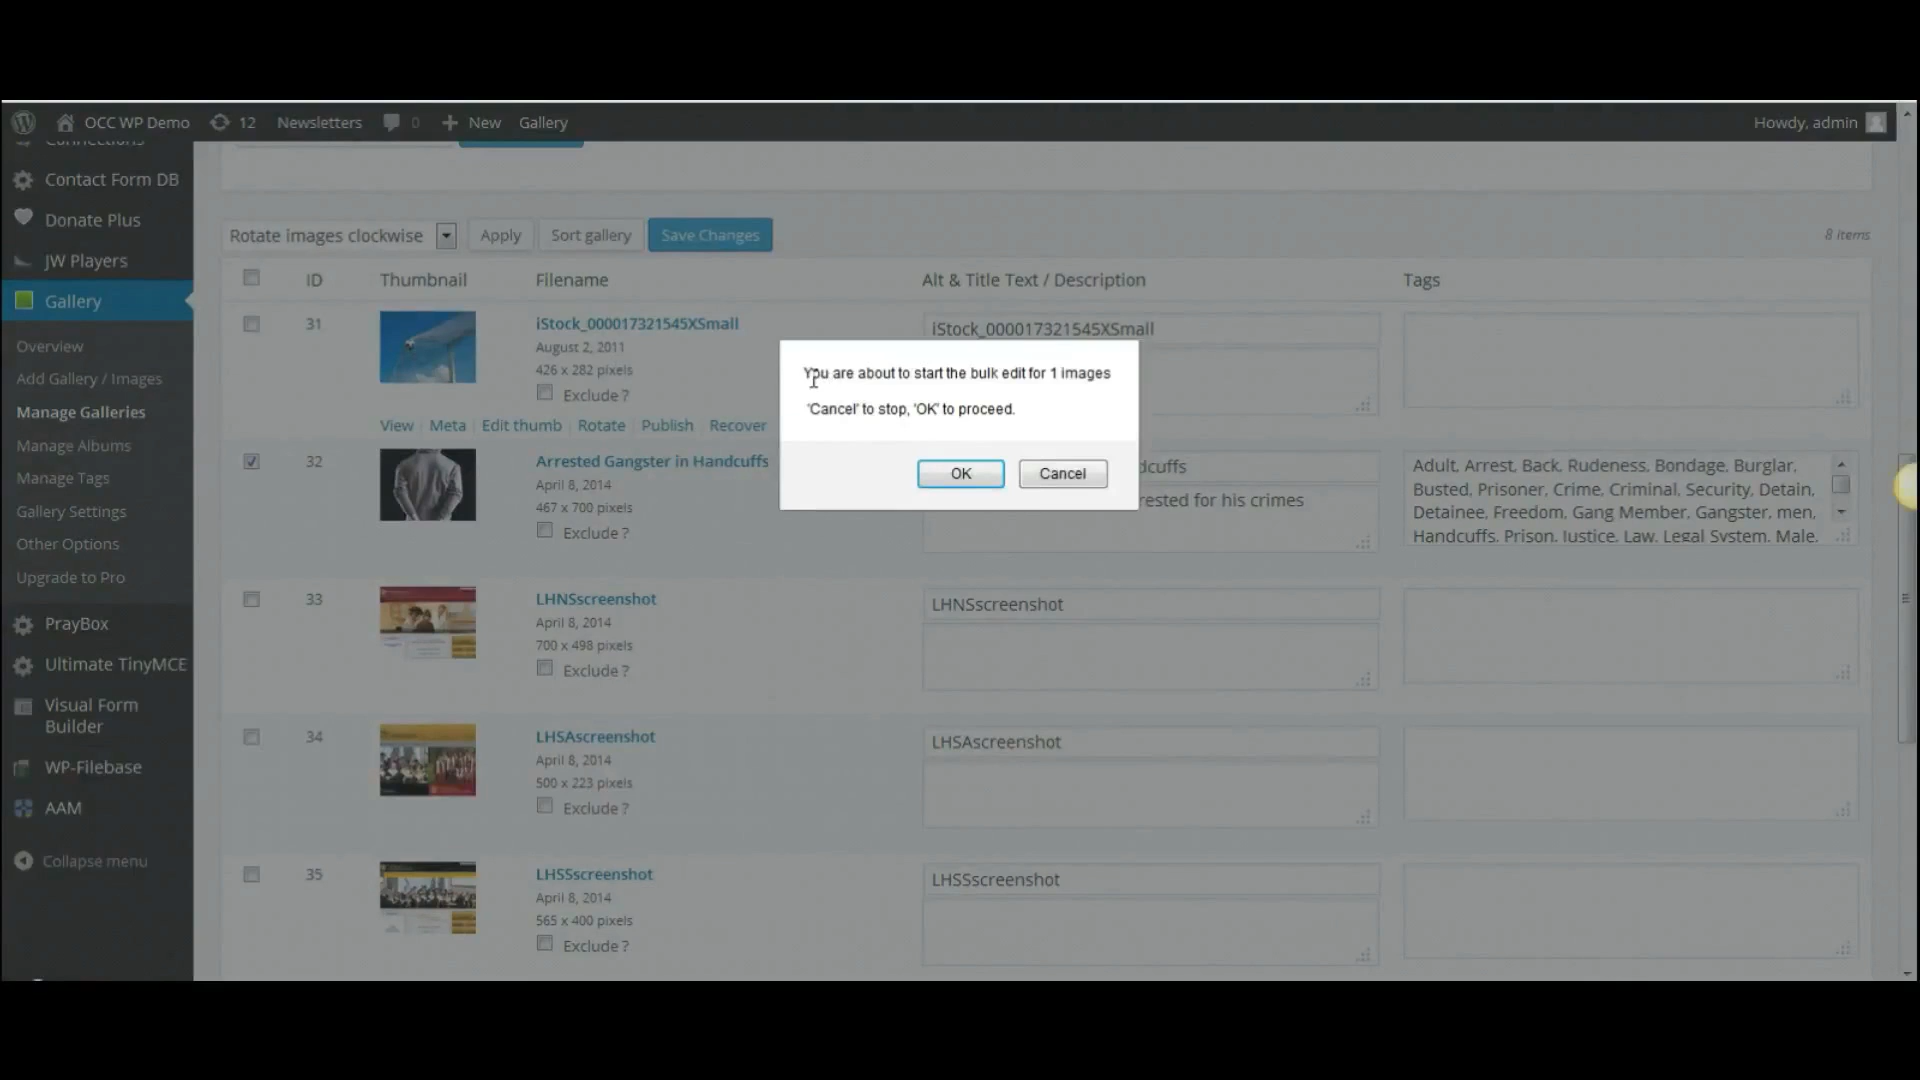 OCC WP Demo 12 Newsletters 0 New Gallery Howdy, admin
Connections
Contact Form DB
Donate Plus
JW Players
Gallery
Overview
Add Gallery / Images
Manage Galleries
Manage Albums
Manage Tags
Gallery Settings
Other Options
Upgrade to Pro
PrayBox
Ultimate TinyMCE
Visual Form
Builder
WP-Filebase
AAM
Collapse menu
Rotate images clockwise Apply Sort gallery Save Changes 8 items
ID Thumbnail Filename Alt & Title Text / Description Tags
31 iStock_000017321545XSmall iStock_000017321545XSmall
August 2, 2011
426 x 282 pixels
Exclude ?
View | Meta | Edit thumb | Rotate | Publish | Recover
You are about to start the bulk edit for 1 images
'Cancel' to stop, 'OK' to proceed.
OK Cancel
32 Arrested Gangster in Handcuffs dcuffs
April 8, 2014
467 x 700 pixels
Exclude ?
rested for his crimes
Adult, Arrest, Back, Rudeness, Bondage, Burglar,
Busted, Prisoner, Crime, Criminal, Security, Detain,
Detainee, Freedom, Gang Member, Gangster, men,
Handcuffs, Prison, Justice, Law, Legal System, Male,
33 LHNSscreenshot LHNSscreenshot
April 8, 2014
700 x 498 pixels
Exclude ?
34 LHSAscreenshot LHSAscreenshot
April 8, 2014
500 x 223 pixels
Exclude ?
35 LHSSscreenshot LHSSscreenshot
April 8, 2014
565 x 400 pixels
Exclude ?